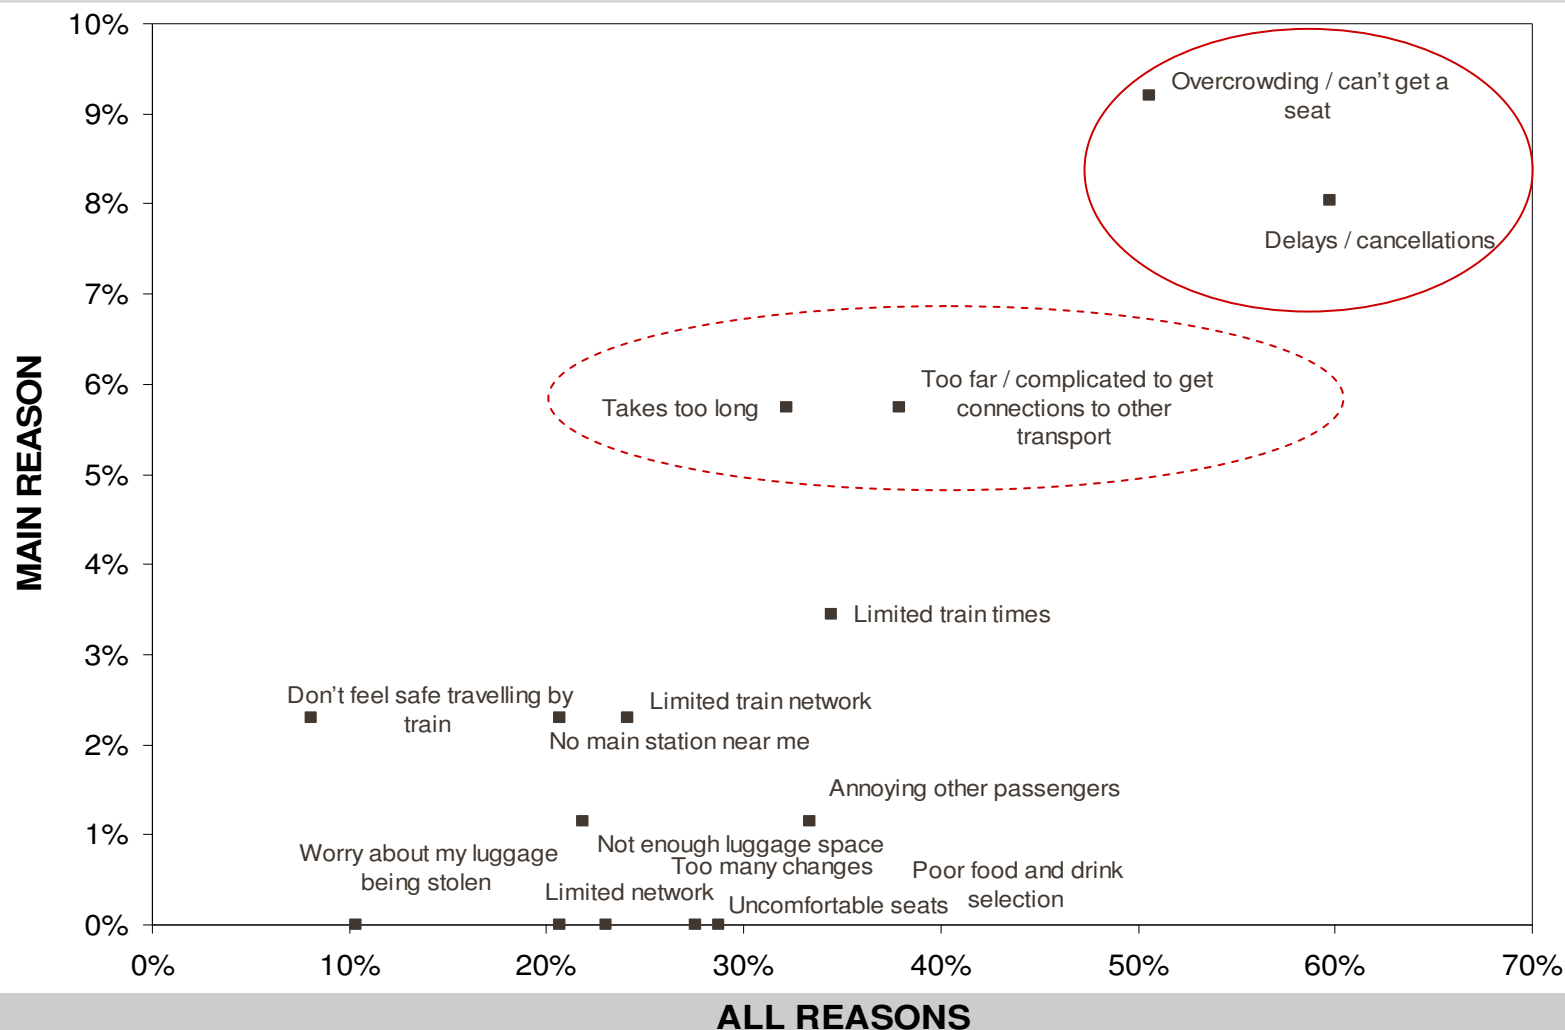 10%
9%
8%
7%
6%
5%
4%
3%
2%
1%
0%
MAIN REASON
Overcrowding / can’t get a
seat
Delays / cancellations
Takes too long
Too far / complicated to get
connections to other
transport
Limited train times
Don’t feel safe travelling by
train
Limited train network
No main station near me
Annoying other passengers
Not enough luggage space
Worry about my luggage
being stolen
Too many changes
Poor food and drink
selection
Limited network
Uncomfortable seats
0%
10%
20%
30%
40%
50%
60%
70%
ALL REASONS